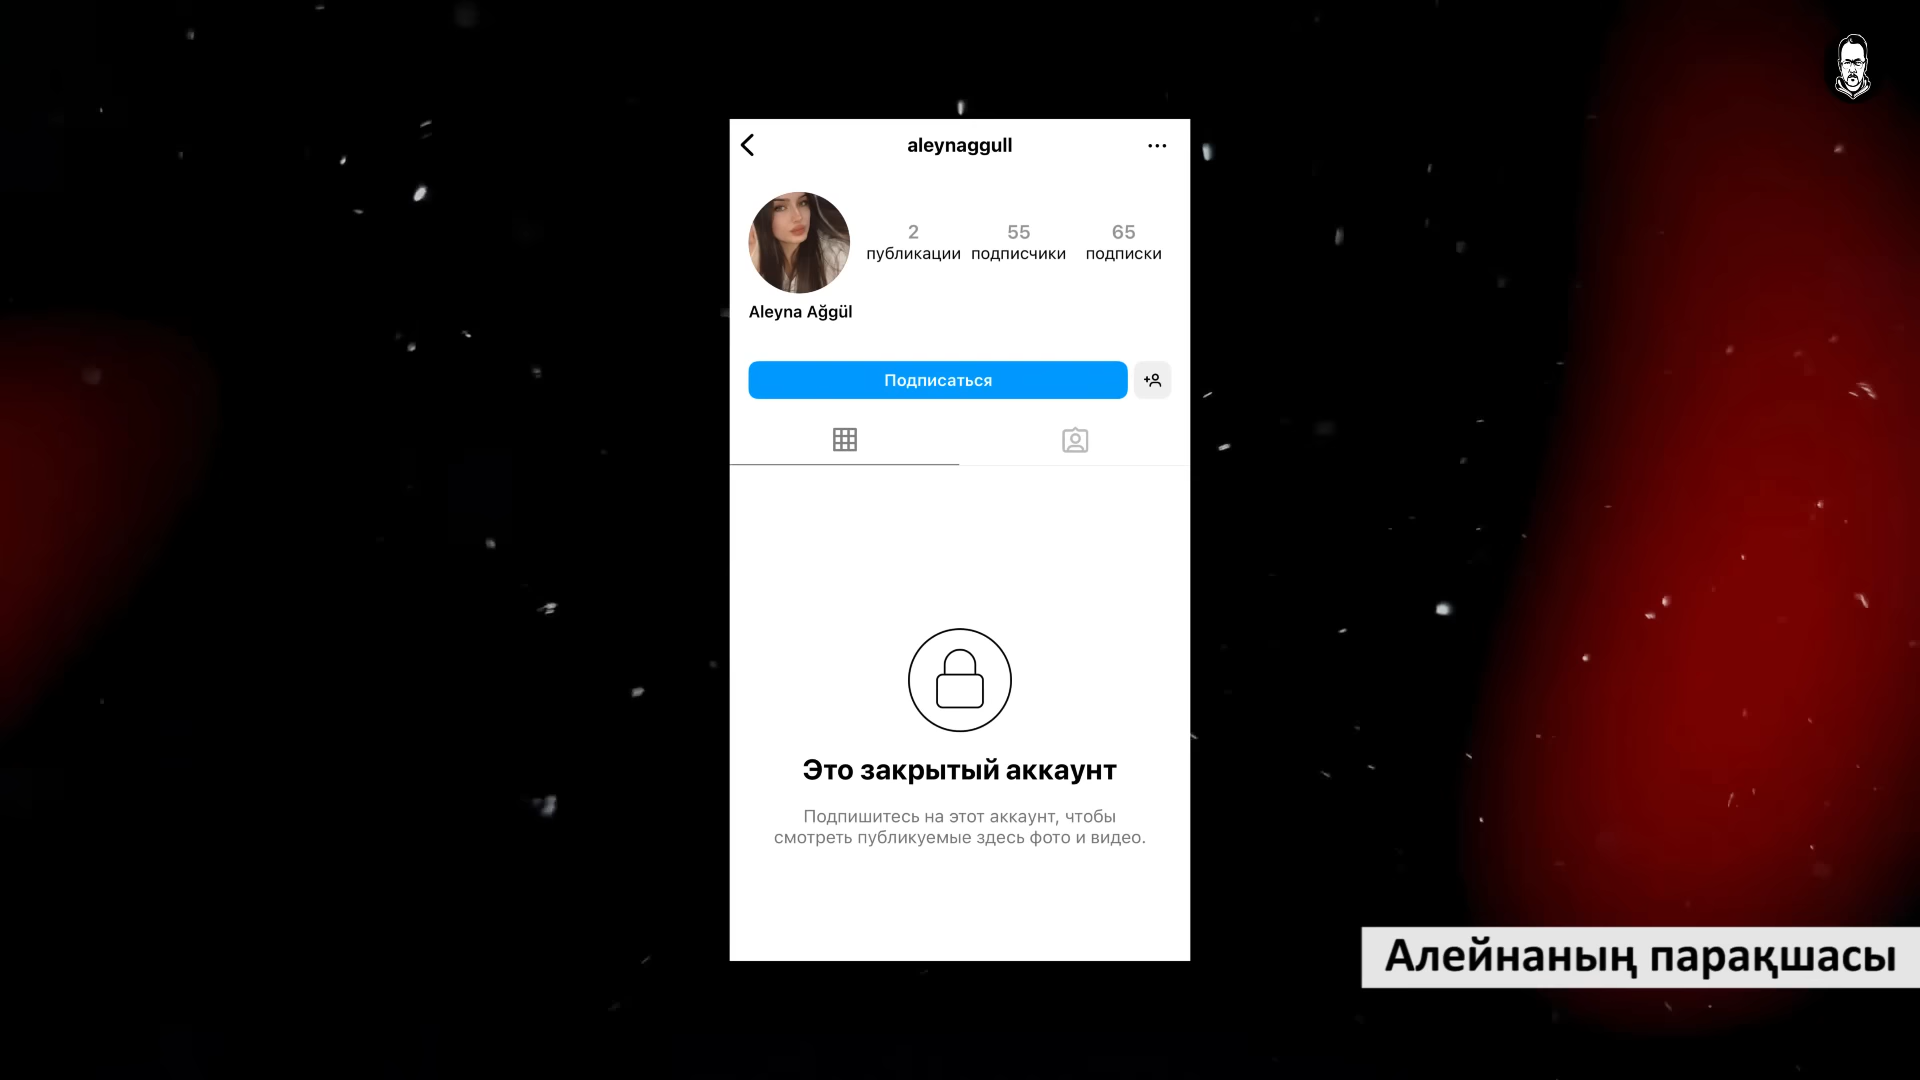 aleynaggull
2 55 65
публикации подписчики подписки
Aleyna Ağgül
Подписаться
Это закрытый аккаунт
Подпишитесь на этот аккаунт, чтобы
смотреть публикуемые здесь фото и видео.
Алейнаның парақшасы